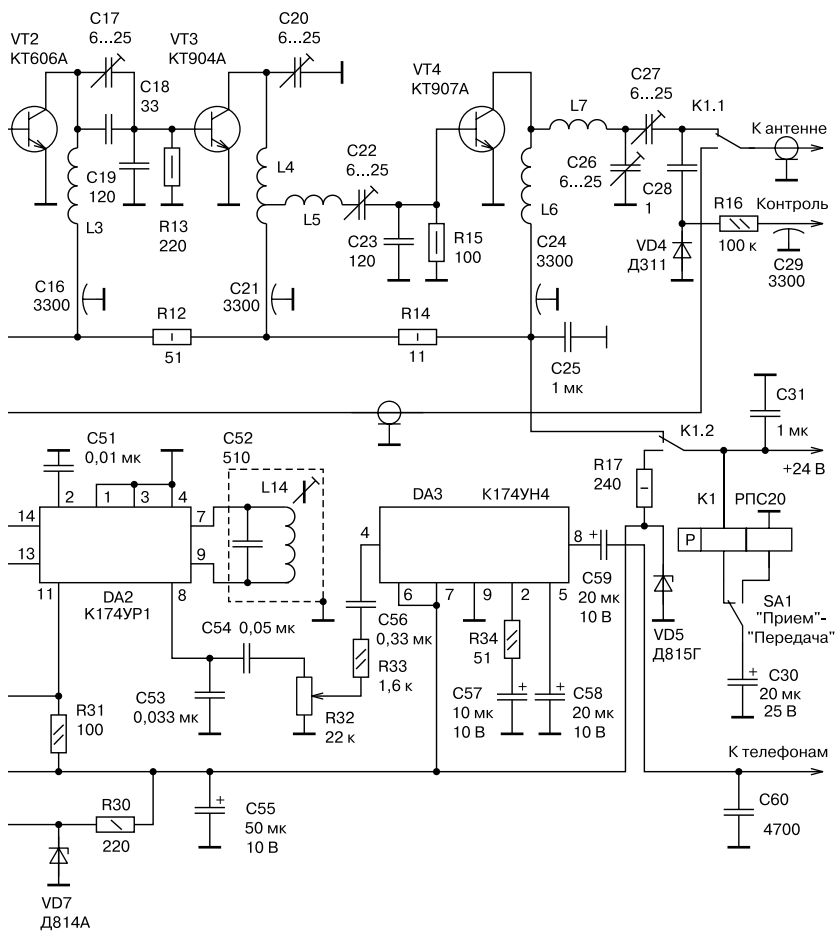 C17
6...25
VT2
КТ606А
C18
33
VT3
КТ904А
C20
6...25
VT4
КТ907А
C27
6...25
K1.1
К антенне
L7
C26
6...25
C28
1
R16
100 к
Контроль
C29
3300
VD4
Д311
C19
120
L3
R13
220
L4
C22
6...25
L5
C23
120
R15
100
L6
C24
3300
C16
3300
C21
3300
R12
51
R14
11
C25
1 мк
C31
1 мк
K1.2
+24 В
R17
240
K1
РПС20
P
C51
0,01 мк
C52
510
L14
2
1
3
4
14
13
11
7
9
8
DA2
К174УР1
DA3
К174УН4
4
8
6
7
9
2
5
+
C59
20 мк
10 В
VD5
Д815Г
SA1
"Прием"-
"Передача"
+
C30
20 мк
25 В
C54
0,05 мк
C56
0,33 мк
R33
1,6 к
R34
51
C53
0,033 мк
R32
22 к
+
C57
10 мк
10 В
+
C58
20 мк
10 В
R31
100
К телефонам
R30
220
+
C55
50 мк
10 В
C60
4700
VD7
Д814А